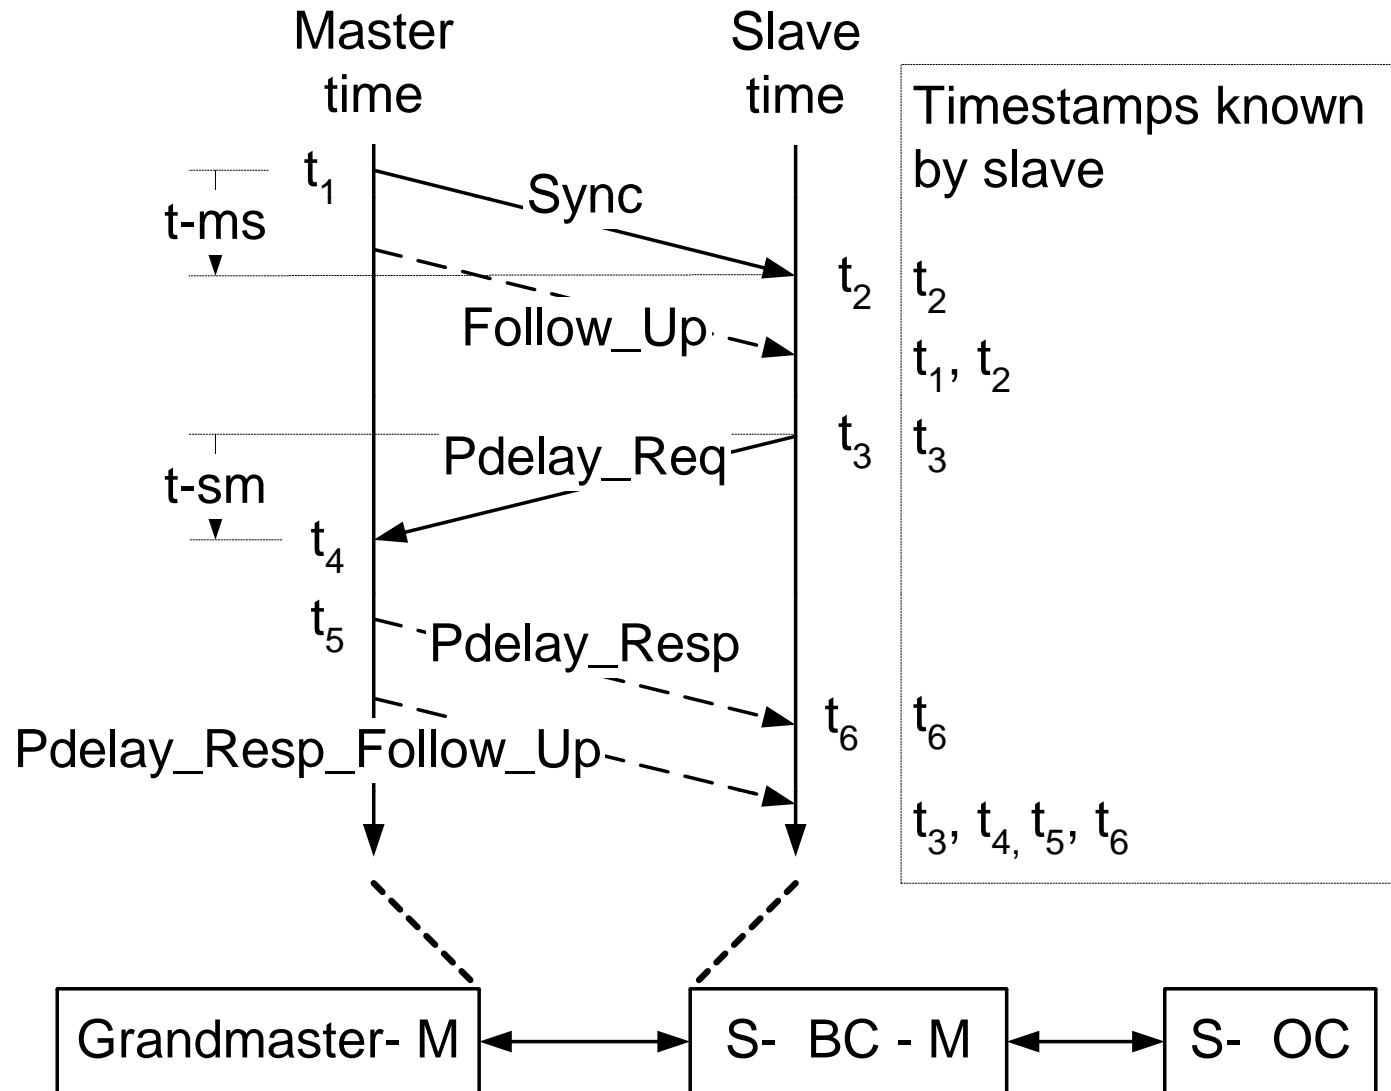 Master
time
Slave
time
Timestamps known
by slave
t1
t-ms
Sync
t2
t2
Follow_Up
t1, t2
t3
t3
Pdelay_Req
t-sm
t4
t5
Pdelay_Resp
t6
t6
Pdelay_Resp_Follow_Up
t3, t4, t5, t6
Grandmaster- M
S- BC - M
S- OC